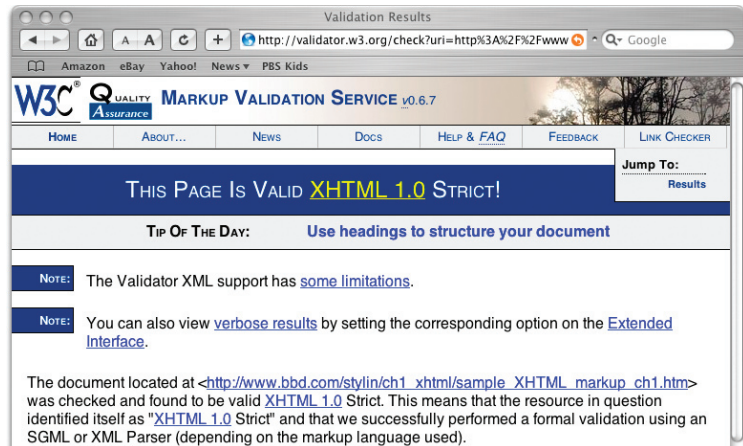 Validation Results
A A http://validator.w3.org/check?uri=http%3A%2F%2Fwww Google
Amazon eBay Yahoo! News PBS Kids
W3C® QUALITY Assurance MARKUP VALIDATION SERVICE v0.6.7
HOME ABOUT... NEWS DOCS HELP & FAQ FEEDBACK LINK CHECKER
Jump To:
Results
THIS PAGE IS VALID XHTML 1.0 STRICT!
TIP OF THE DAY: Use headings to structure your document
NOTE: The Validator XML support has some limitations.
NOTE: You can also view verbose results by setting the corresponding option on the Extended
Interface.
The document located at <http://www.bbd.com/stylin/ch1_xhtml/sample_XHTML_markup_ch1.htm>
was checked and found to be valid XHTML 1.0 Strict. This means that the resource in question
identified itself as "XHTML 1.0 Strict" and that we successfully performed a formal validation using an
SGML or XML Parser (depending on the markup language used).